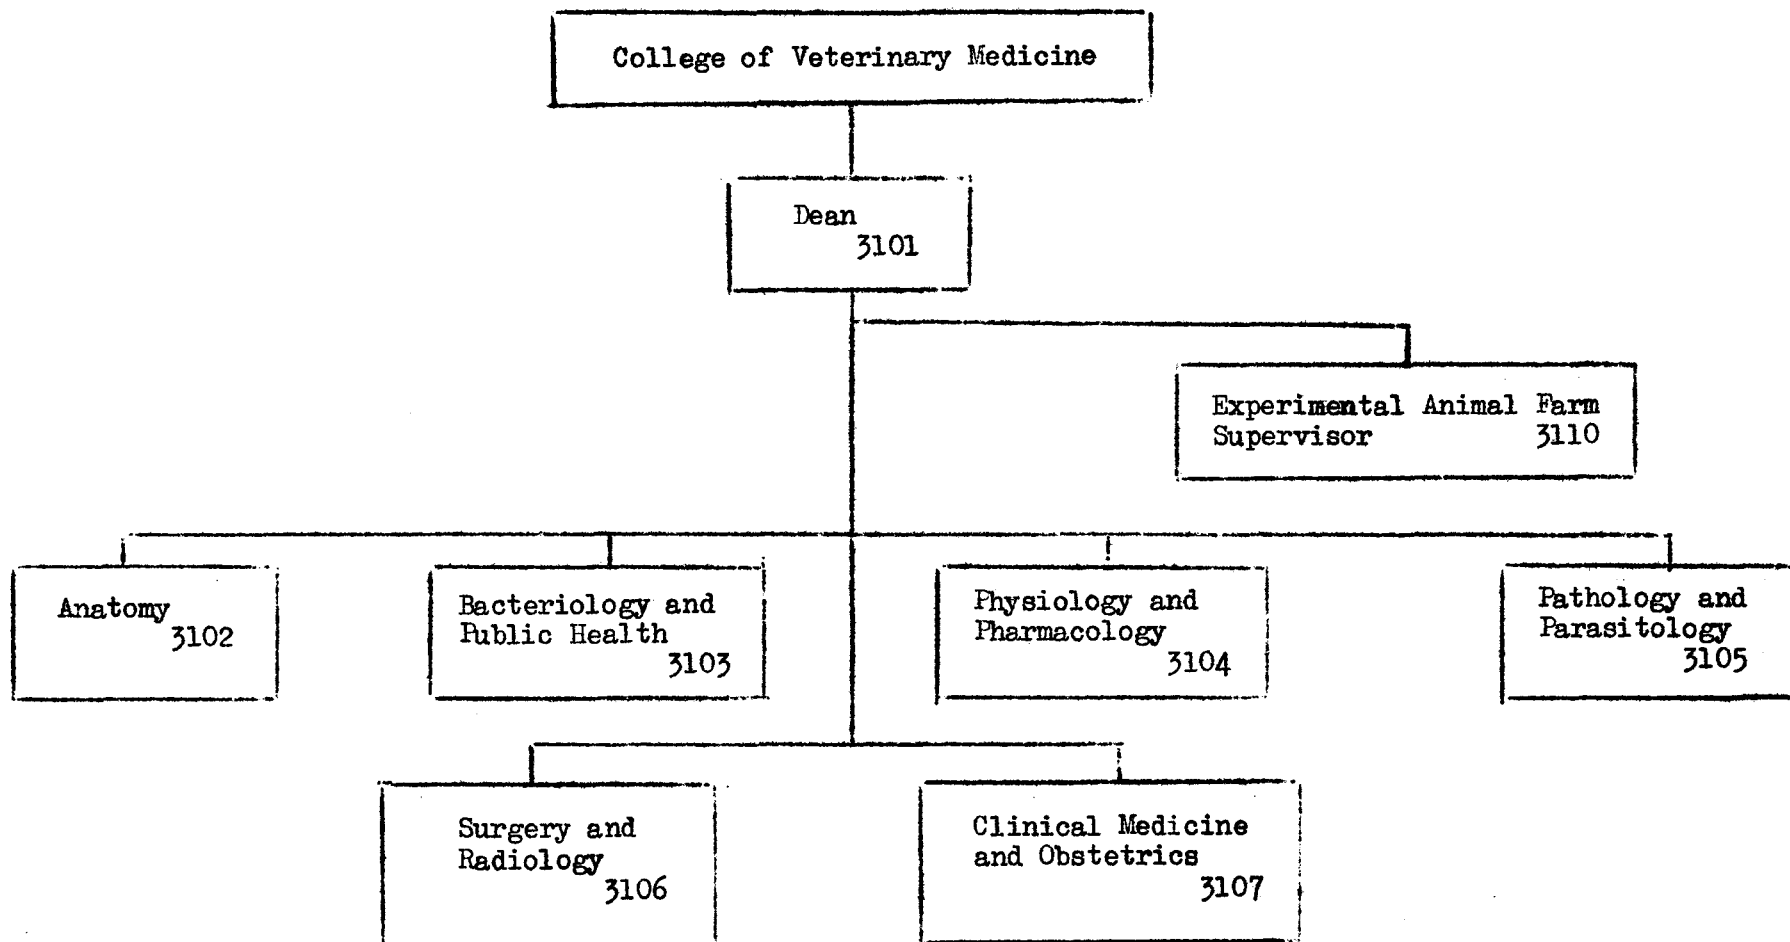 College of Veterinary Medicine
Dean
3101
Experimental Animal Farm
Supervisor 3110
Anatomy
3102
Bacteriology and
Public Health
3103
Physiology and
Pharmacology
3104
Pathology and
Parasitology
3105
Surgery and
Radiology
3106
Clinical Medicine
and Obstetrics
3107